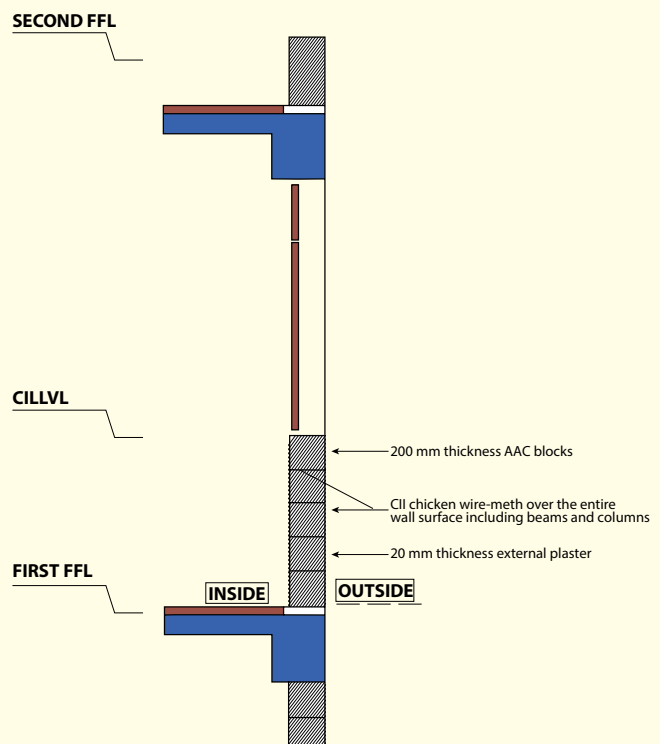 SECOND FFL
CILLVL
200 mm thickness AAC blocks
CII chicken wire-meth over the entire
wall surface including beams and columns
20 mm thickness external plaster
FIRST FFL
INSIDE
OUTSIDE